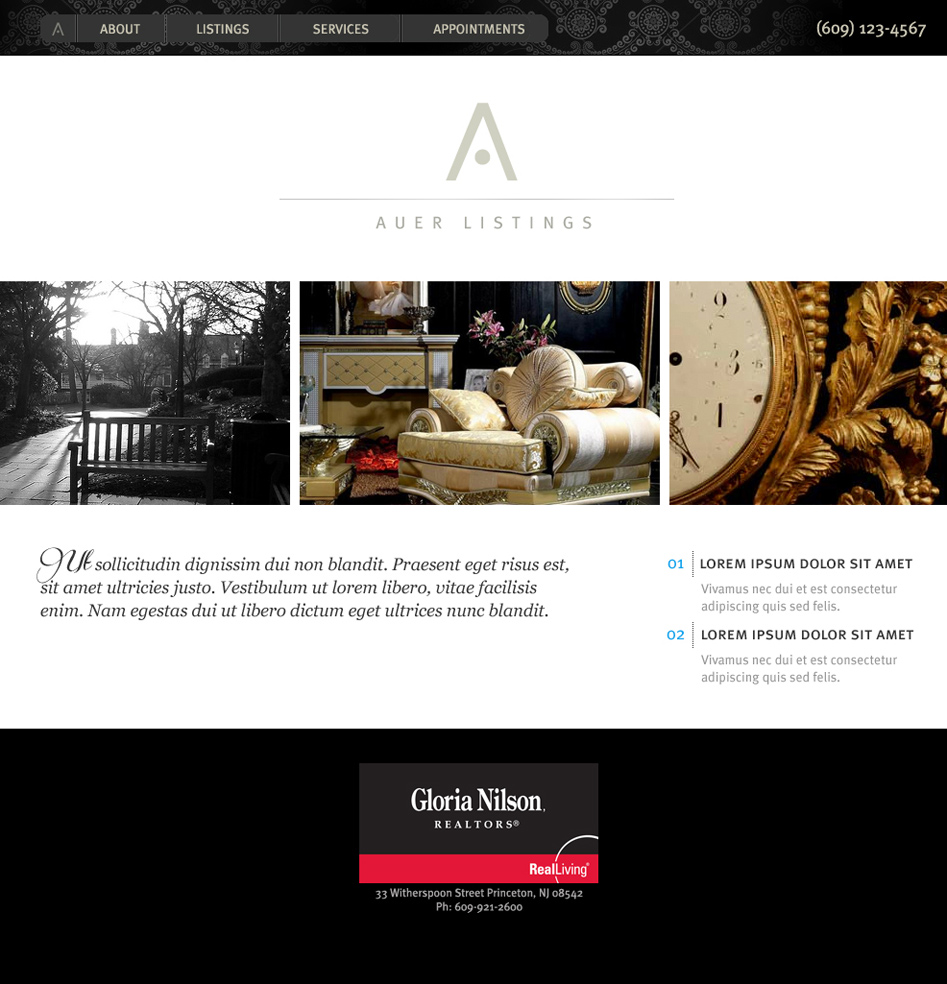 ABOUT
LISTINGS
SERVICES
APPOINTMENTS
(609) 123-4567
AUER LISTINGS
Ut sollicitudin dignissim dui non blandit. Praesent eget risus est,
sit amet ultricies justo. Vestibulum ut lorem libero, vitae facilisis
enim. Nam egestas dui ut libero dictum eget ultrices nunc blandit.
01 LOREM IPSUM DOLOR SIT AMET
Vivamus nec dui et est consectetur
adipiscing quis sed felis.
02 LOREM IPSUM DOLOR SIT AMET
Vivamus nec dui et est consectetur
adipiscing quis sed felis.
Gloria Nilson
REALTORS®
RealLiving®
33 Witherspoon Street Princeton, NJ 08542
Ph: 609-921-2600